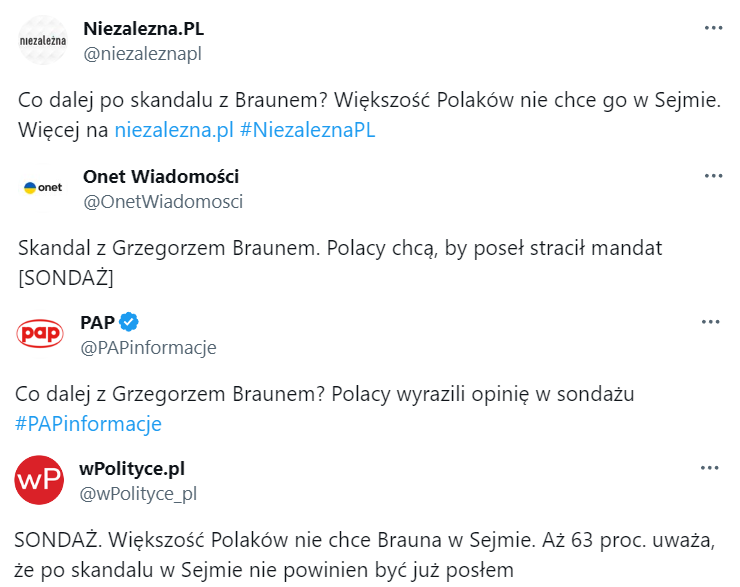 niezależna
Niezalezna.PL
@niezaleznapl
Co dalej po skandalu z Braunem? Większość Polaków nie chce go w Sejmie.
Więcej na niezalezna.pl #NiezaleznaPL
onet
Onet Wiadomości
@OnetWiadomosci
Skandal z Grzegorzem Braunem. Polacy chcą, by poseł stracił mandat
[SONDAŻ]
pap
PAP
@PAPinformacje
Co dalej z Grzegorzem Braunem? Polacy wyrazili opinię w sondażu
#PAPinformacje
wP
wPolityce.pl
@wPolityce_pl
SONDAŻ. Większość Polaków nie chce Brauna w Sejmie. Aż 63 proc. uważa,
że po skandalu w Sejmie nie powinien być już posłem